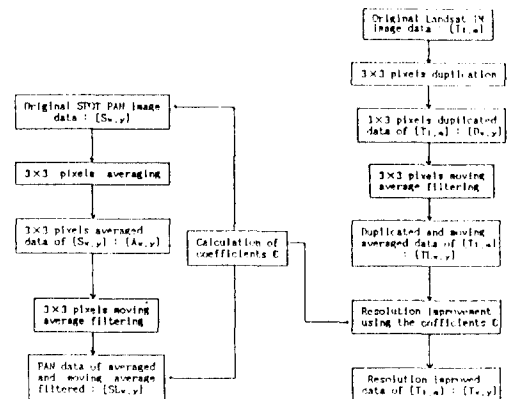 Original Landsat TM
image data : {Ti,m}
3×3 pixels duplication
3×3 pixels duplicated
data of {Ti,m} : {Dx,y}
3×3 pixels moving
average filtering
Duplicated and moving
averaged data of {Ti,m}
: {TLx,y}
Resolution improvement
using the cofficients C
Resolution improved
data of {Ti,m} : {Tx,y}
Original SPOT PAN image
data : {Sx,y}
3×3 pixels averaging
3×3 pixels averaged
data of {Sx,y} : {Ax,y}
3×3 pixels moving
average filtering
PAN data of averaged
and moving average
filtered : {SLx,y}
Calculation of
coefficients C